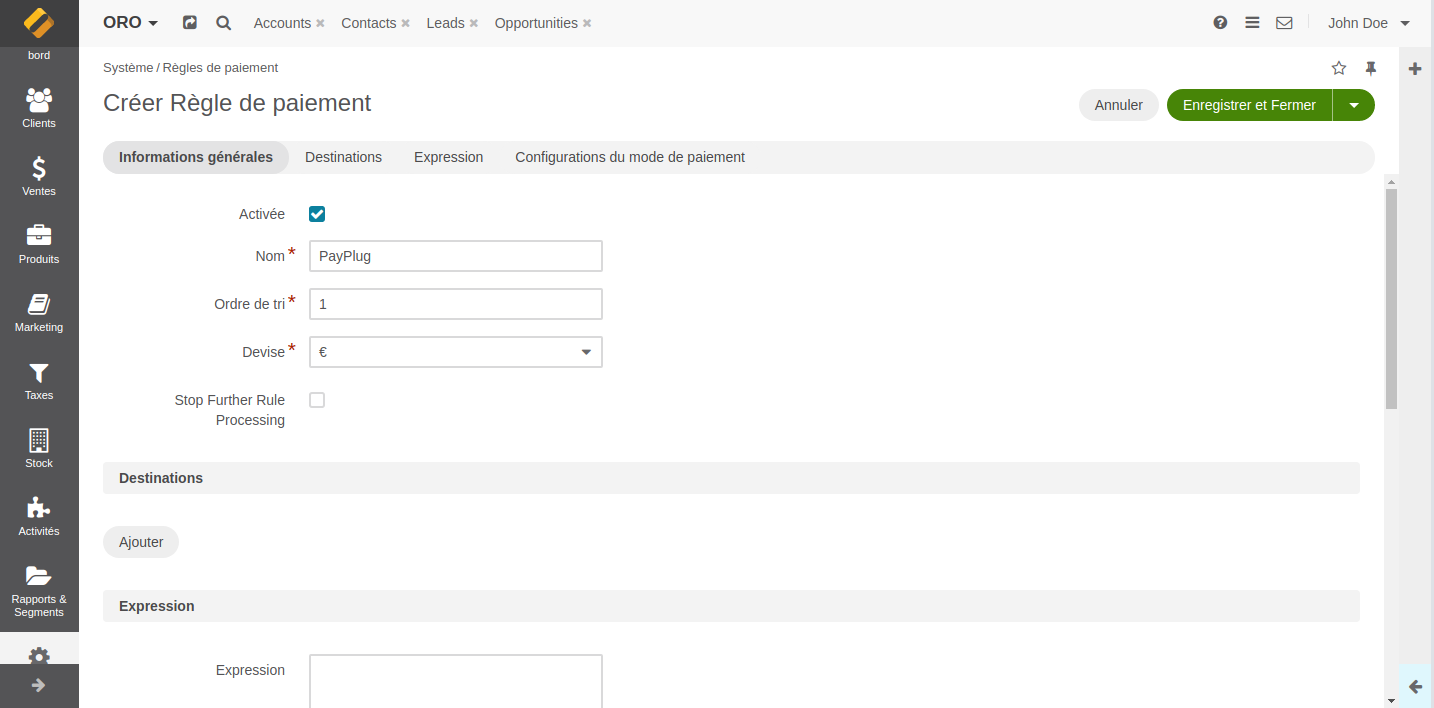 ORO
Accounts
Contacts
Leads
Opportunities
John Doe
bord
Clients
Ventes
Produits
Marketing
Taxes
Stock
Activités
Rapports &
Segments
Système / Règles de paiement
Créer Règle de paiement
Annuler
Enregistrer et Fermer
Informations générales
Destinations
Expression
Configurations du mode de paiement
Activée
Nom *
PayPlug
Ordre de tri *
1
Devise *
€
Stop Further Rule
Processing
Destinations
Ajouter
Expression
Expression